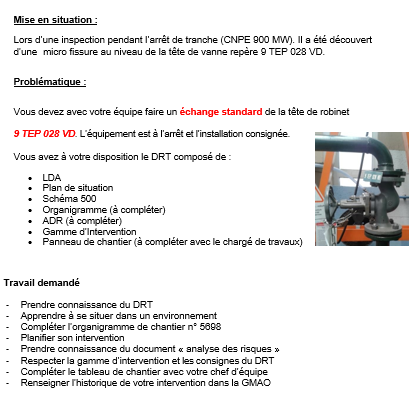 Mise en situation :
Lors d'une inspection pendant l'arrêt de tranche (CNPE 900 MW). Il a été découvert
d'une  micro fissure au niveau de la tête de vanne repère 9 TEP 028 VD.
Problématique :
Vous devez avec votre équipe faire un échange standard de la tête de robinet
9 TEP 028 VD. L'équipement est à l'arrêt et l'installation consignée.
Vous avez à votre disposition le DRT composé de :
• LDA
• Plan de situation
• Schéma 500
• Organigramme (à compléter)
• ADR (à compléter)
• Gamme d'Intervention
• Panneau de chantier (à compléter avec le chargé de travaux)
Travail demandé
- Prendre connaissance du DRT
- Apprendre à se situer dans un environnement
- Compléter l'organigramme de chantier n° 5698
- Planifier son intervention
- Prendre connaissance du document « analyse des risques »
- Respecter la gamme d'intervention et les consignes du DRT
- Compléter le tableau de chantier avec votre chef d'équipe
- Renseigner l'historique de votre intervention dans la GMAO